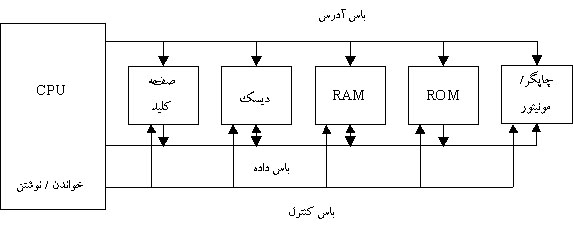 باس آدرس
CPU
صفحه
کلید
دیسک
RAM
ROM
چاپگر/
مونیتور
باس داده
خواندن / نوشتن
باس کنترل